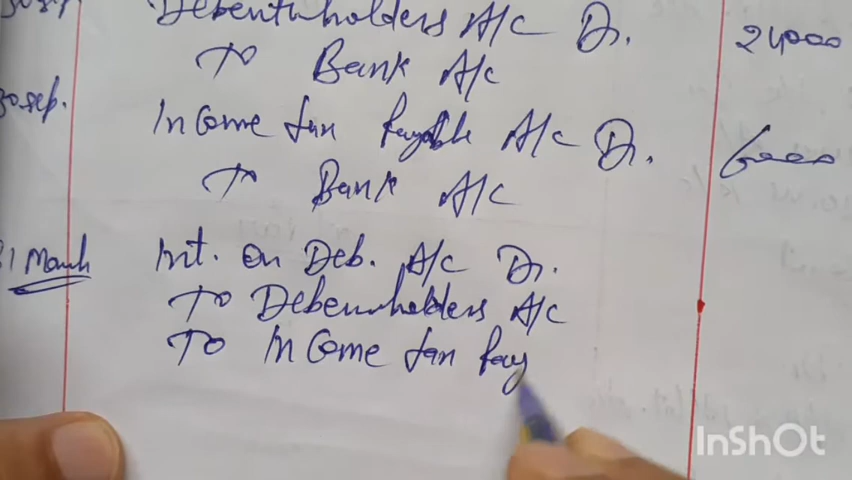 Debentureholders A/C Dr. 24000
To Bank A/C
30 sep.
Income tax payable A/C Dr. 6000
To Bank A/C
31 March Int. on Deb. A/C Dr.
To Debentureholders A/C
To Income tax Pay
InShOt